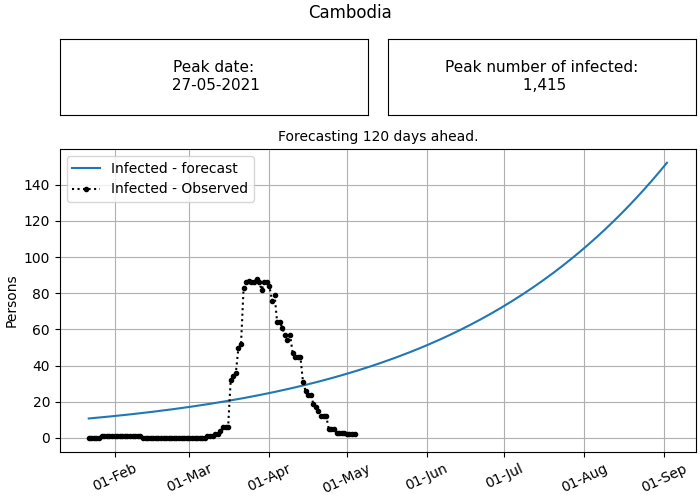 Cambodia
Peak date:
27-05-2021
Peak number of infected:
1,415
Forecasting 120 days ahead.
Infected - forecast
Infected - Observed
Persons
140
120
100
80
60
40
20
0
01-Feb
01-Mar
01-Apr
01-May
01-Jun
01-Jul
01-Aug
01-Sep